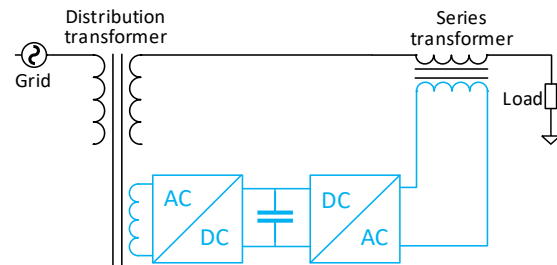 Distribution
transformer
Series
transformer
Grid
Load
AC
DC
DC
AC